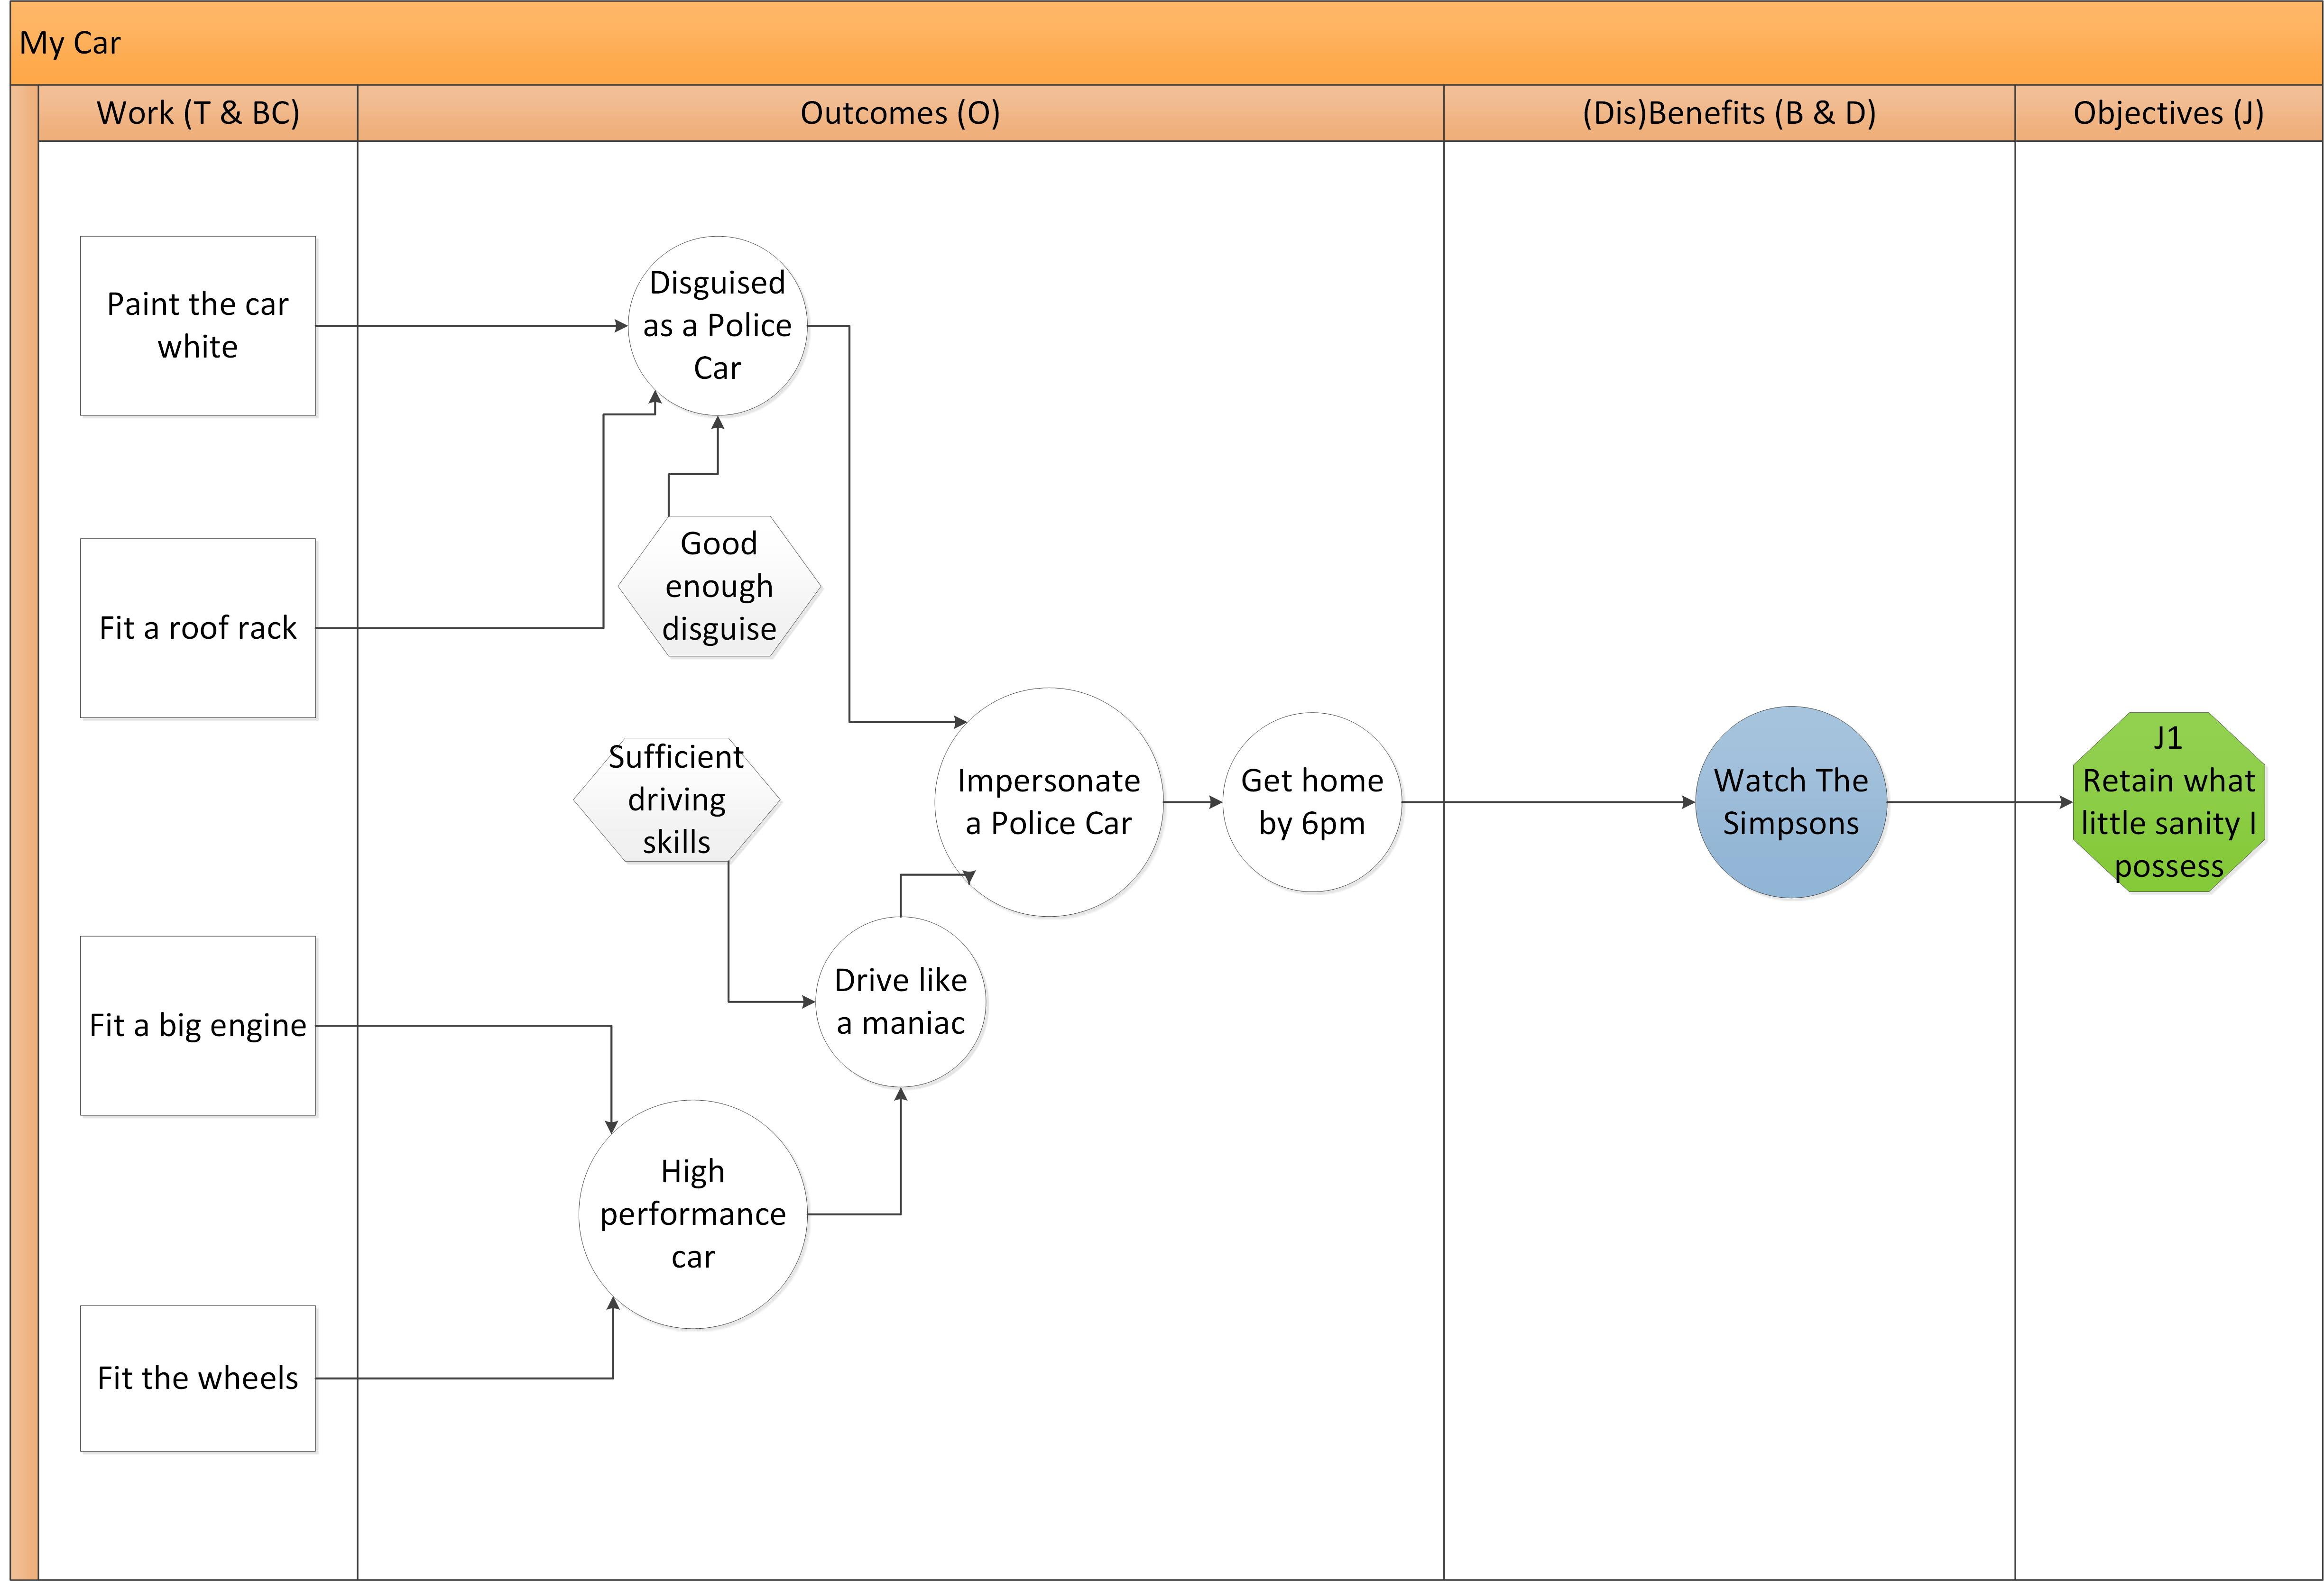 My Car
Work (T & BC)
Outcomes (O)
(Dis)Benefits (B & D)
Objectives (J)
Paint the car
white
Disguised
as a Police
Car
Fit a roof rack
Good
enough
disguise
Sufficient
driving
skills
Impersonate
a Police Car
Get home
by 6pm
Watch The
Simpsons
J1
Retain what
little sanity I
possess
Drive like
a maniac
Fit a big engine
High
performance
car
Fit the wheels